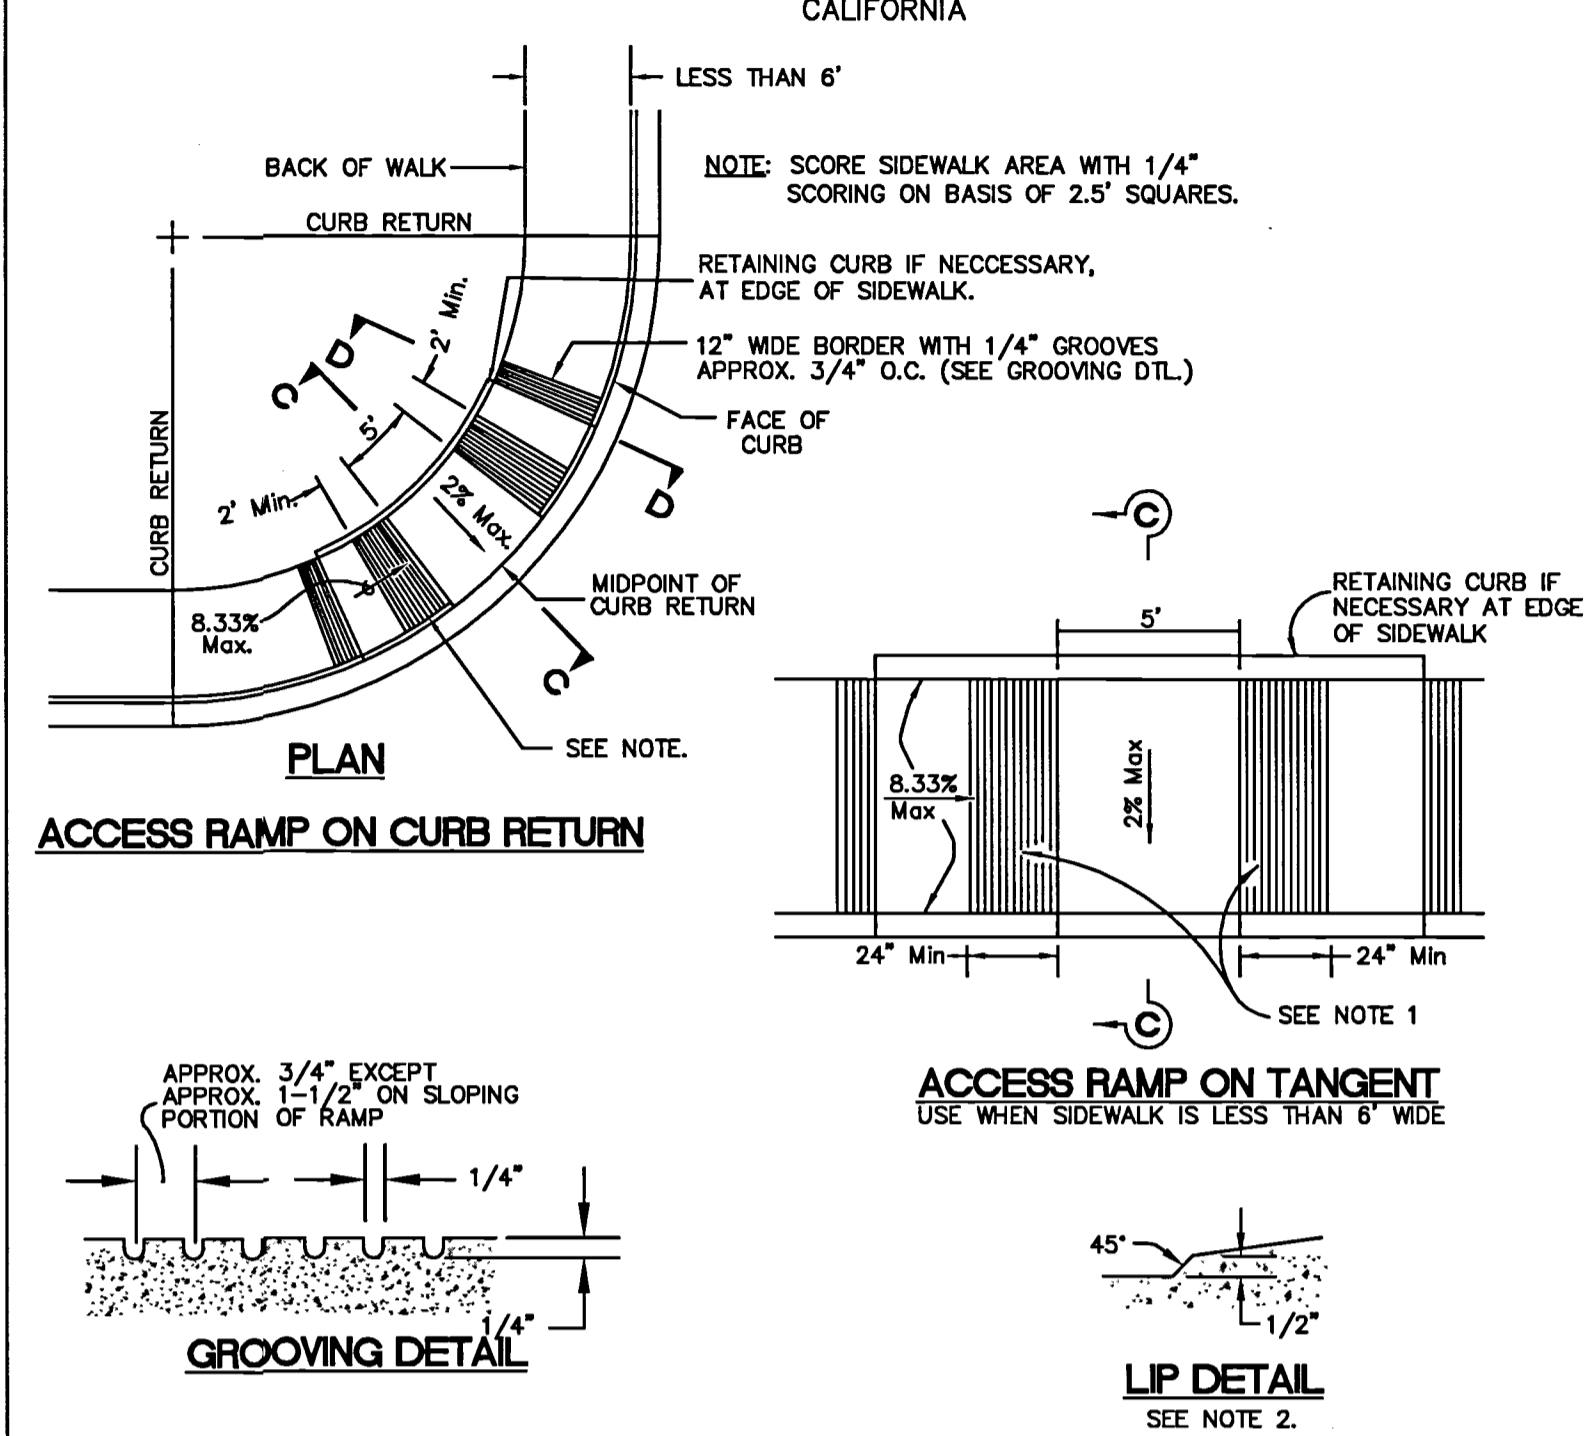 CALIFORNIA
LESS THAN 6'
BACK OF WALK
NOTE: SCORE SIDEWALK AREA WITH 1/4"
SCORING ON BASIS OF 2.5' SQUARES.
CURB RETURN
RETAINING CURB IF NECCESSARY,
AT EDGE OF SIDEWALK.
2' Min.
D
C
12" WIDE BORDER WITH 1/4" GROOVES
APPROX. 3/4" O.C. (SEE GROOVING DTL.)
FACE OF
CURB
5'
CURB RETURN
2' Min.
2% Max.
D
MIDPOINT OF
CURB RETURN
8.33%
Max.
C
SEE NOTE.
PLAN
ACCESS RAMP ON CURB RETURN
C
RETAINING CURB IF
NECESSARY AT EDGE
OF SIDEWALK
5'
8.33%
Max
2% Max
24" Min
24" Min
SEE NOTE 1
C
ACCESS RAMP ON TANGENT
USE WHEN SIDEWALK IS LESS THAN 6' WIDE
APPROX. 3/4" EXCEPT
APPROX. 1-1/2" ON SLOPING
PORTION OF RAMP
1/4"
1/4"
GROOVING DETAIL
45°
1/2"
LIP DETAIL
SEE NOTE 2.